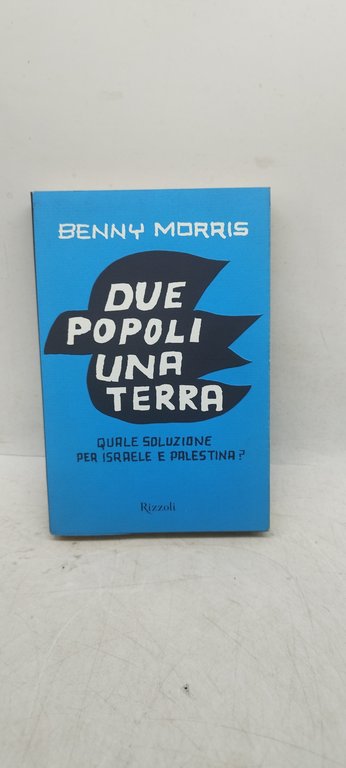 BENNY MORRIS
DUE
POPOLI
UNA
TERRA
QUALE SOLUZIONE
PER ISRAELE E PALESTINA?
Rizzoli